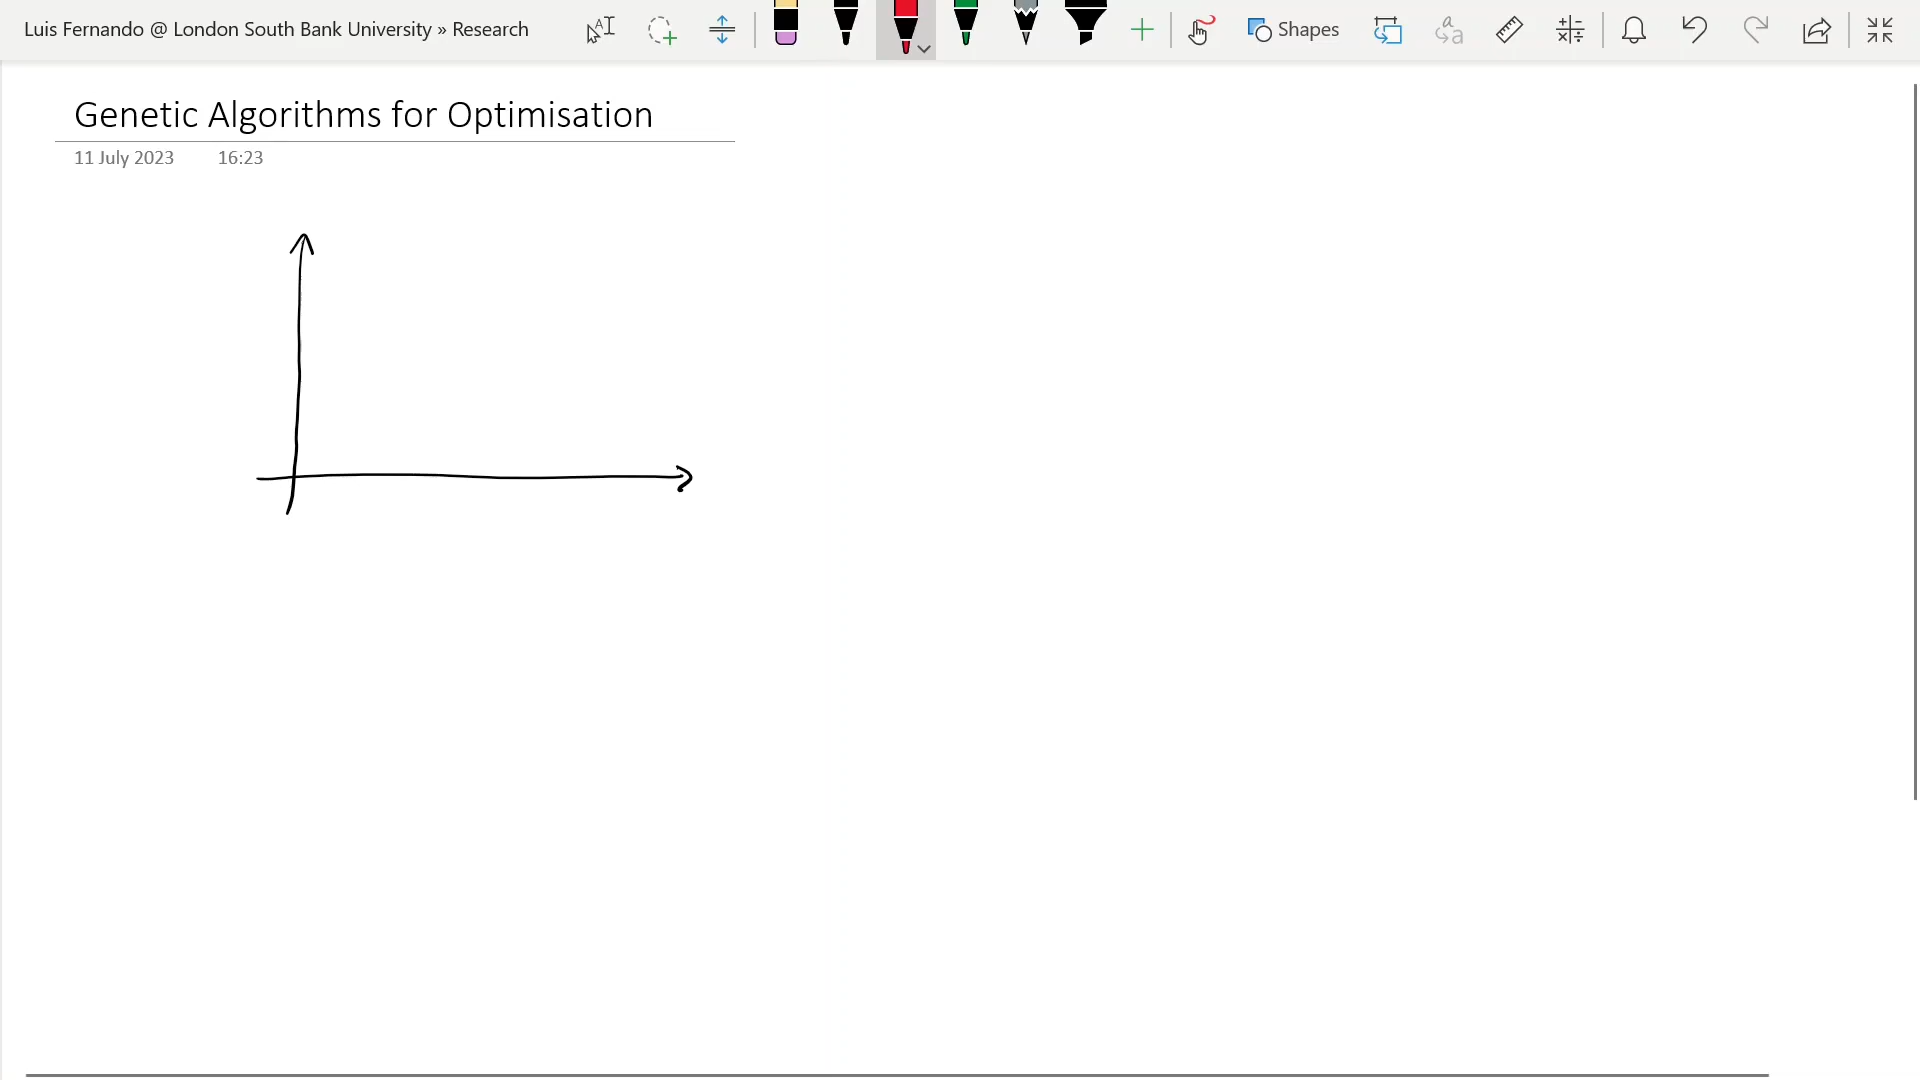 Luis Fernando @ London South Bank University » Research
Shapes
Genetic Algorithms for Optimisation
11 July 2023 16:23